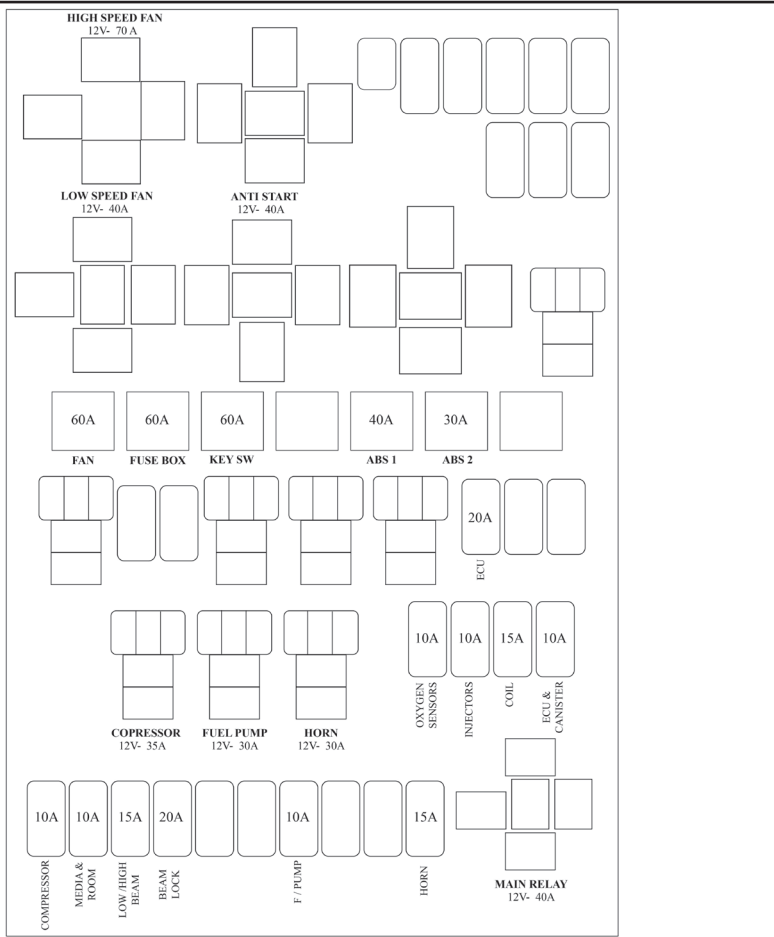 HIGH SPEED FAN
12V- 70 A
LOW SPEED FAN
12V- 40A
ANTI START
12V- 40A
60A
60A
60A
40A
30A
FAN
FUSE BOX
KEY SW
ABS 1
ABS 2
20A
ECU
10A
10A
15A
10A
OXYGEN
SENSORS
INJECTORS
COIL
ECU &
CANISTER
COPRESSOR
12V- 35A
FUEL PUMP
12V- 30A
HORN
12V- 30A
10A
10A
15A
20A
10A
15A
COMPRESSOR
MEDIA &
ROOM
LOW /HIGH
BEAM
BEAM
LOCK
F / PUMP
HORN
MAIN RELAY
12V- 40A